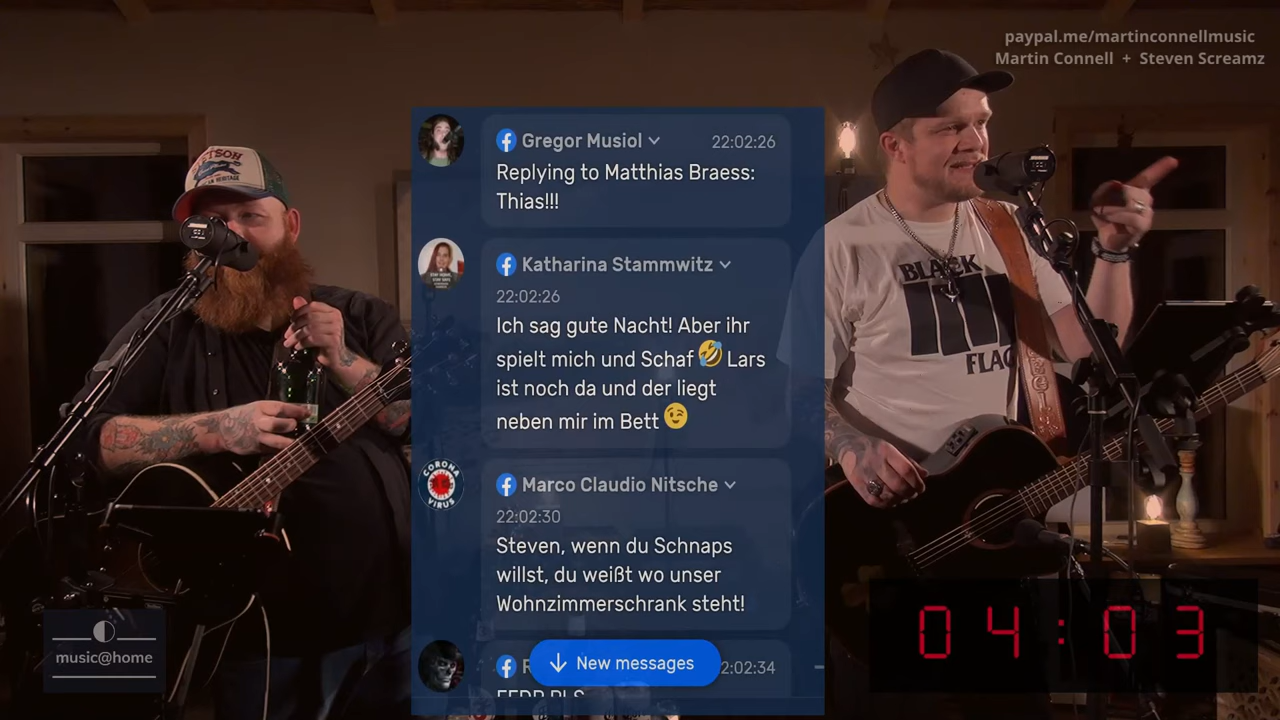 paypal.me/martinconnellmusic
Martin Connell + Steven Screamz
Gregor Musiol 22:02:26
Replying to Matthias Braess:
Thias!!!
Katharina Stammwitz
22:02:26
Ich sag gute Nacht! Aber ihr
spielt mich und Schaf 🤣 Lars
ist noch da und der liegt
neben mir im Bett 😉
CORONA
VIRUS
Marco Claudio Nitsche
22:02:30
Steven, wenn du Schnaps
willst, du weißt wo unser
Wohnzimmerschrank steht!
New messages
2:02:34
BLACK
FLAG
music@home
04:03